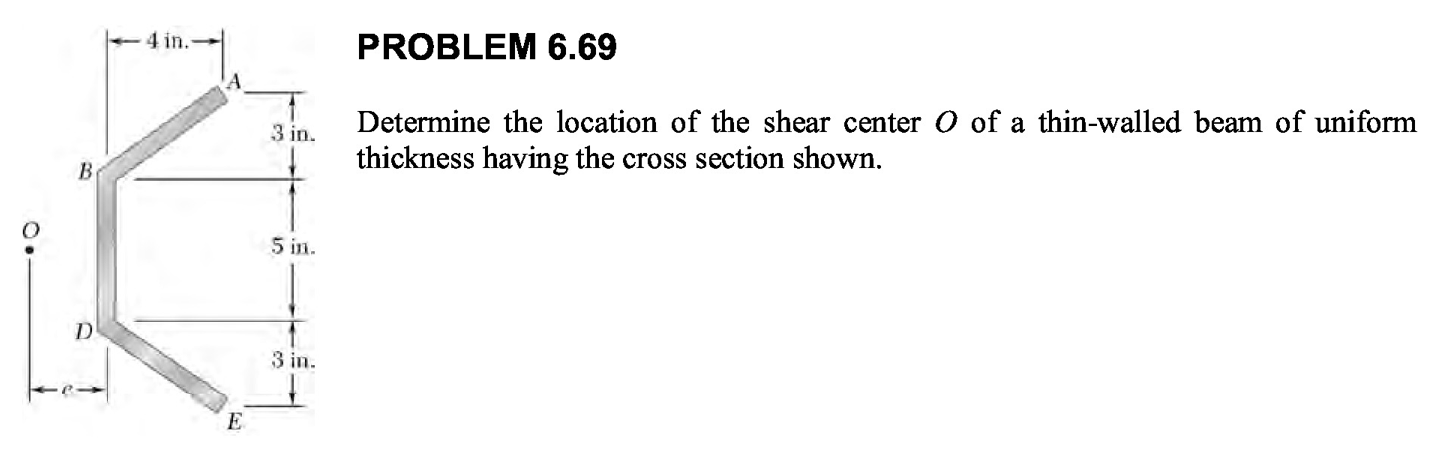 4 in.
A
3 in.
B
O
5 in.
D
3 in.
e
E
PROBLEM 6.69
Determine the location of the shear center O of a thin-walled beam of uniform
thickness having the cross section shown.